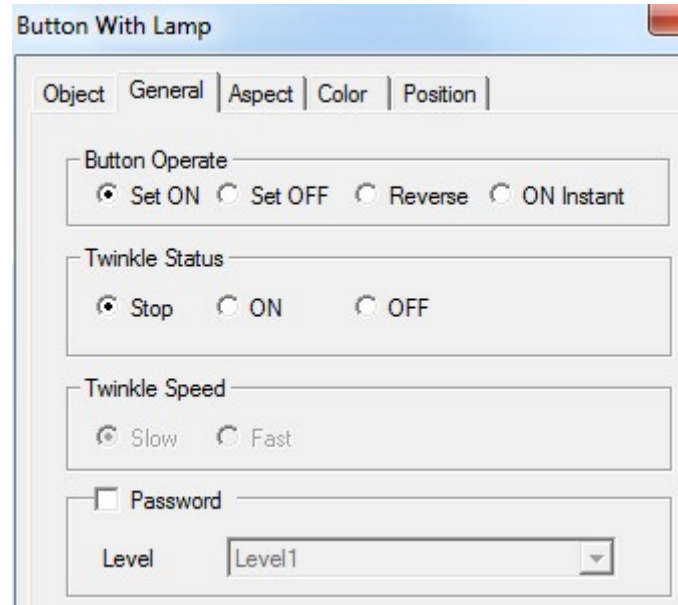 Button With Lamp
Object General Aspect Color Position
Button Operate
Set ON Set OFF Reverse ON Instant
Twinkle Status
Stop ON OFF
Twinkle Speed
Slow Fast
Password
Level Level1